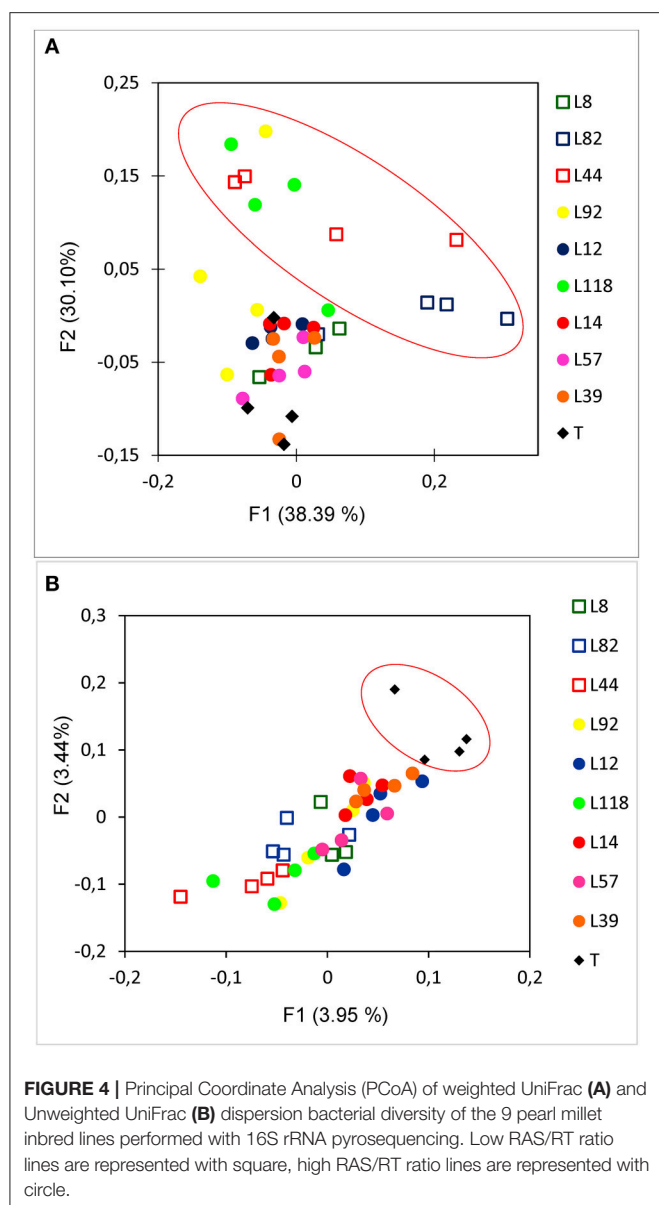 A
0,25
0,15
0,05
-0,05
-0,15
-0,2
0
0,2
F2 (30.10%)
F1 (38.39 %)
L8
L82
L44
L92
L12
L118
L14
L57
L39
T
B
0,3
0,2
0,1
0
-0,1
-0,2
-0,2
-0,1
0
0,1
0,2
F2 (3.44%)
F1 (3.95 %)
L8
L82
L44
L92
L12
L118
L14
L57
L39
T
FIGURE 4 | Principal Coordinate Analysis (PCoA) of weighted UniFrac (A) and
Unweighted UniFrac (B) dispersion bacterial diversity of the 9 pearl millet
inbred lines performed with 16S rRNA pyrosequencing. Low RAS/RT ratio
lines are represented with square, high RAS/RT ratio lines are represented with
circle.